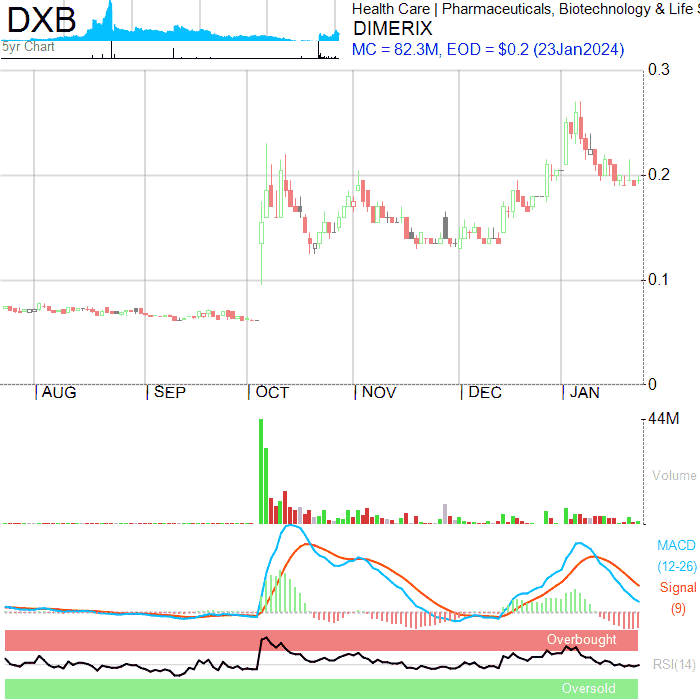 DXB
5yr Chart
Health Care | Pharmaceuticals, Biotechnology & Life S
DIMERIX
MC = 82.3M, EOD = $0.2 (23Jan2024)
0.3
0.2
0.1
0
AUG
SEP
OCT
NOV
DEC
JAN
44M
Volume
MACD
(12-26)
Signal
(9)
Overbought
RSI(14)
Oversold